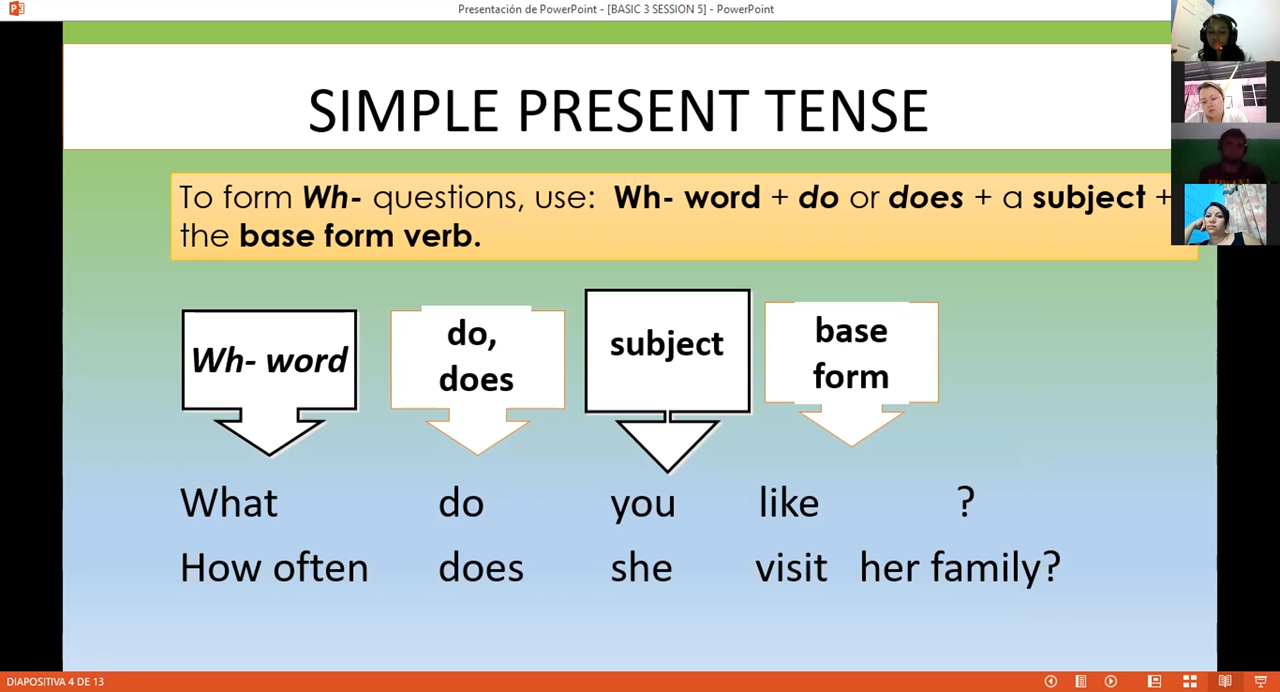 Presentación de PowerPoint - [BASIC 3 SESSION 5] - PowerPoint
SIMPLE PRESENT TENSE
To form Wh- questions, use: Wh- word + do or does + a subject +
the base form verb.
Wh- word
do,
does
subject
base
form
What do you like ?
How often does she visit her family?
DIAPOSITIVA 4 DE 13